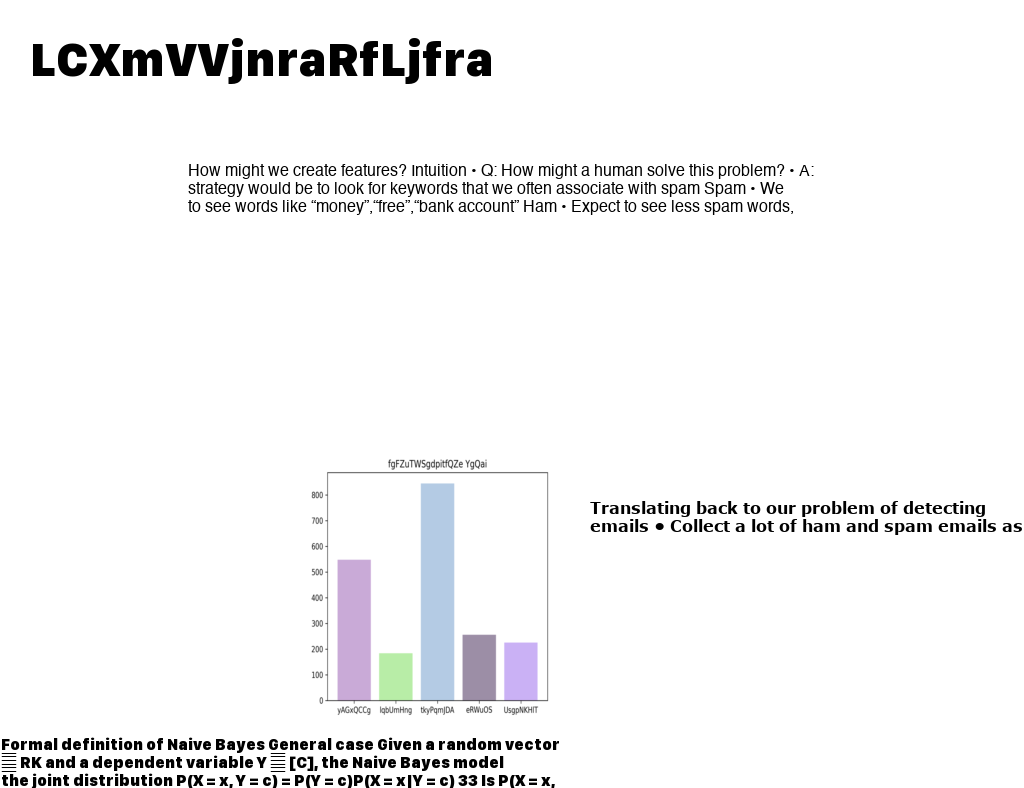 LCXmVVjnraRfLjfra
How might we create features? Intuition • Q: How might a human solve this problem? • A:
strategy would be to look for keywords that we often associate with spam Spam • We
to see words like “money”,“free”,“bank account” Ham • Expect to see less spam words,
fgFZuTWSgdpitfQZe YgQai
800
700
600
500
400
300
200
100
0
yAGxQCCg lqbUmHng tkyPqmJDA eRWuOS UsgpNKHlT
Translating back to our problem of detecting
emails • Collect a lot of ham and spam emails as
Formal definition of Naive Bayes General case Given a random vector
RK and a dependent variable Y [C], the Naive Bayes model
the joint distribution P(X = x, Y = c) = P(Y = c)P(X = x|Y = c) 33 Is P(X = x,